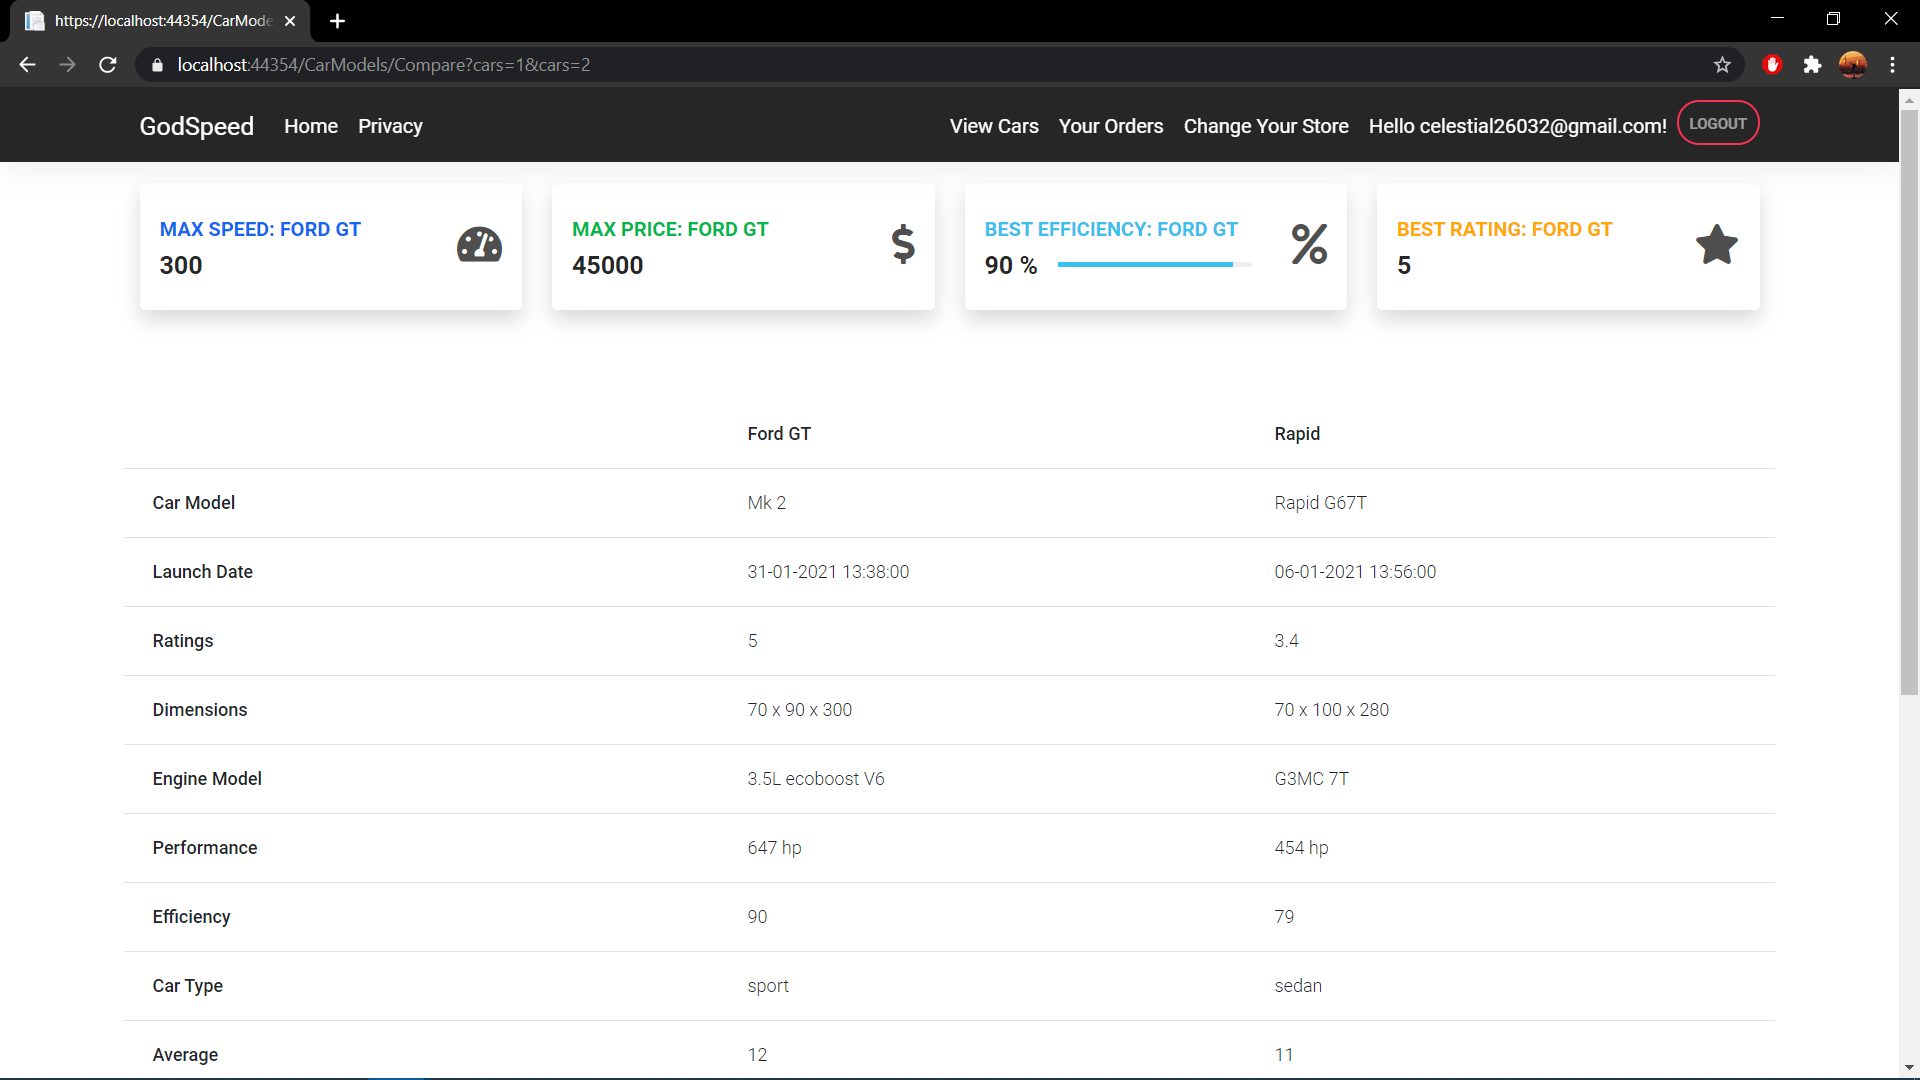 https://localhost:44354/CarMode
localhost:44354/CarModels/Compare?cars=1&cars=2
GodSpeed Home Privacy View Cars Your Orders Change Your Store Hello celestial26032@gmail.com! LOGOUT
MAX SPEED: FORD GT
300
MAX PRICE: FORD GT
45000
$
BEST EFFICIENCY: FORD GT
90 %
%
BEST RATING: FORD GT
5
Ford GT Rapid
Car Model Mk 2 Rapid G67T
Launch Date 31-01-2021 13:38:00 06-01-2021 13:56:00
Ratings 5 3.4
Dimensions 70 x 90 x 300 70 x 100 x 280
Engine Model 3.5L ecoboost V6 G3MC 7T
Performance 647 hp 454 hp
Efficiency 90 79
Car Type sport sedan
Average 12 11